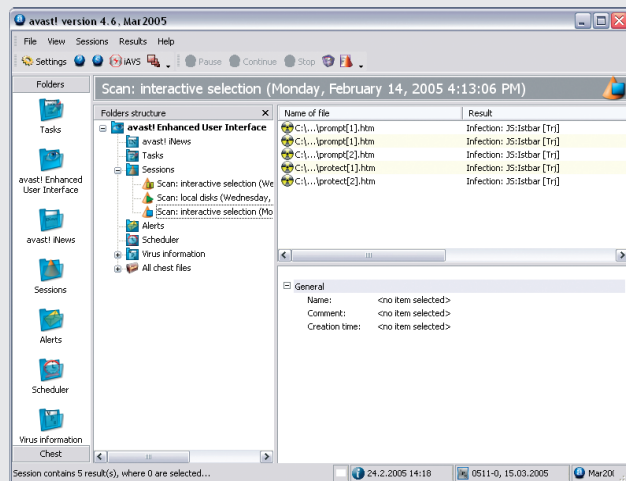 avast! version 4.6, Mar2005
File View Sessions Results Help
Settings iAVS Pause Continue Stop
Folders
Scan: interactive selection (Monday, February 14, 2005 4:13:06 PM)
Tasks
avast! Enhanced
User Interface
avast! iNews
Sessions
Alerts
Scheduler
Virus information
Chest
Folders structure X
avast! Enhanced User Interface
avast! iNews
Tasks
Sessions
Scan: interactive selection (We
Scan: local disks (Wednesday,
Scan: interactive selection (Mo
Alerts
Scheduler
Virus information
All chest files
Name of file Result
C:\...\prompt[1].htm Infection: JS:Istbar [Trj]
C:\...\prompt[1].htm Infection: JS:Istbar [Trj]
C:\...\prompt[2].htm Infection: JS:Istbar [Trj]
C:\...\protect[1].htm Infection: JS:Istbar [Trj]
C:\...\protect[2].htm Infection: JS:Istbar [Trj]
General
Name: <no item selected>
Comment: <no item selected>
Creation time: <no item selected>
Session contains 5 result(s), where 0 are selected... 24.2.2005 14:18 0511-0, 15.03.2005 Mar200